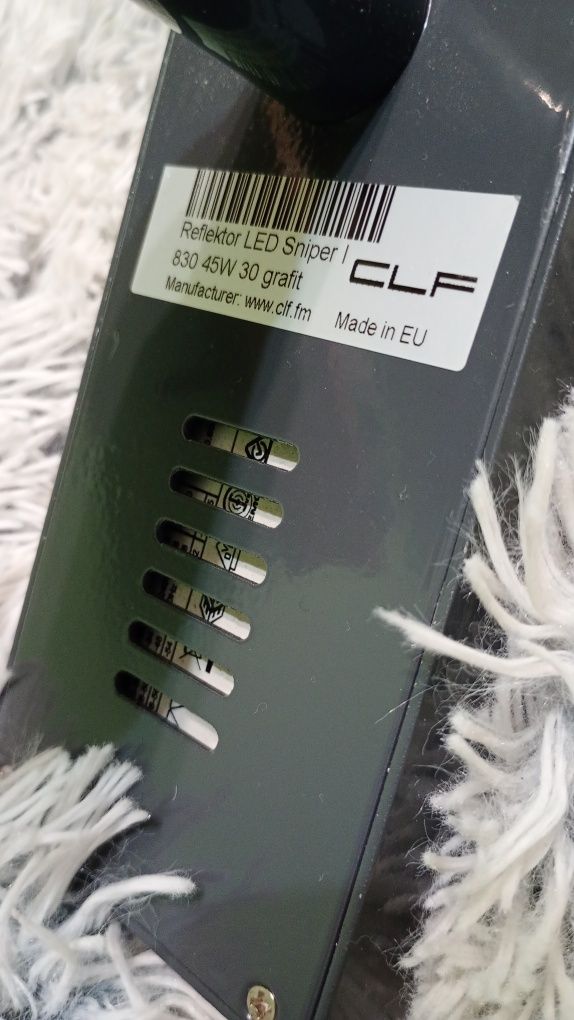 Reflektor LED Sniper I
830 45W 30 grafit
CLF
Manufacturer: www.clf.fm
Made in EU